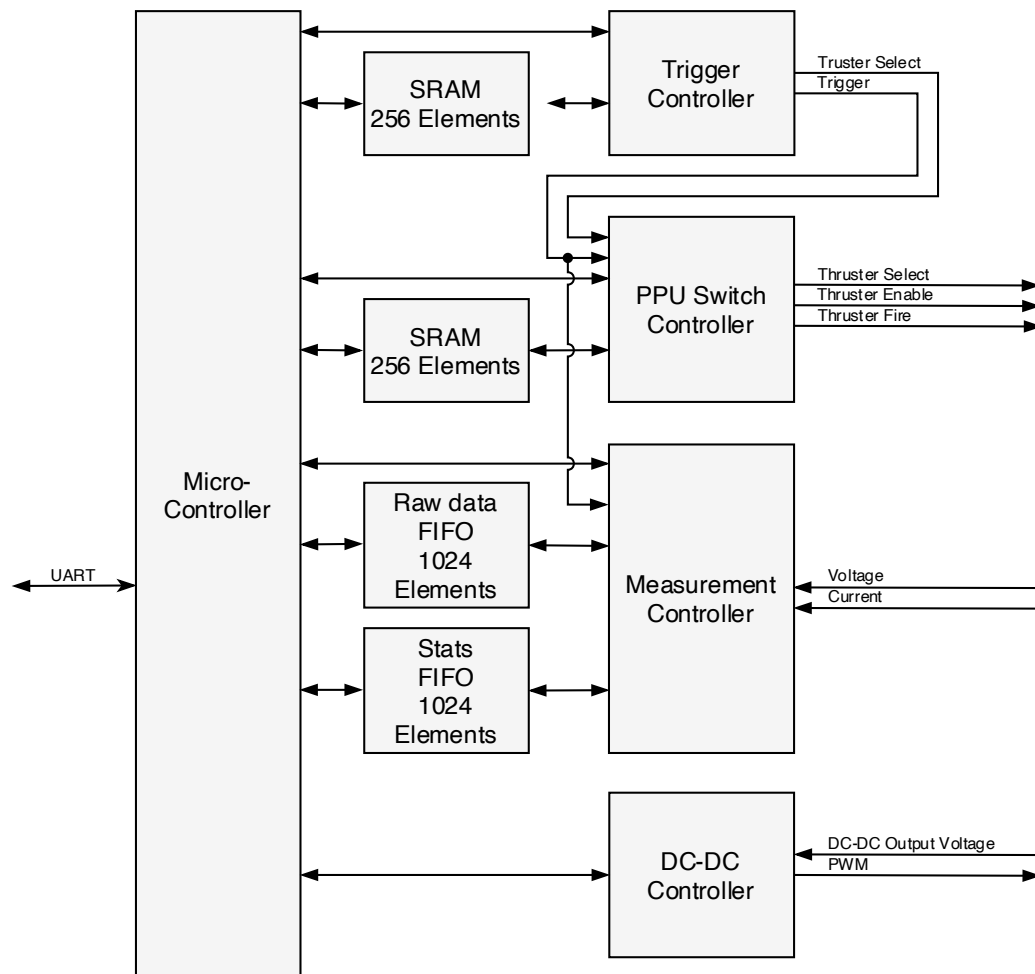 Trigger
Controller
Truster Select
Trigger
SRAM
256 Elements
PPU Switch
Controller
Thruster Select
Thruster Enable
Thruster Fire
SRAM
256 Elements
Micro-
Controller
UART
Raw data
FIFO
1024
Elements
Measurement
Controller
Voltage
Current
Stats
FIFO
1024
Elements
DC-DC
Controller
DC-DC Output Voltage
PWM